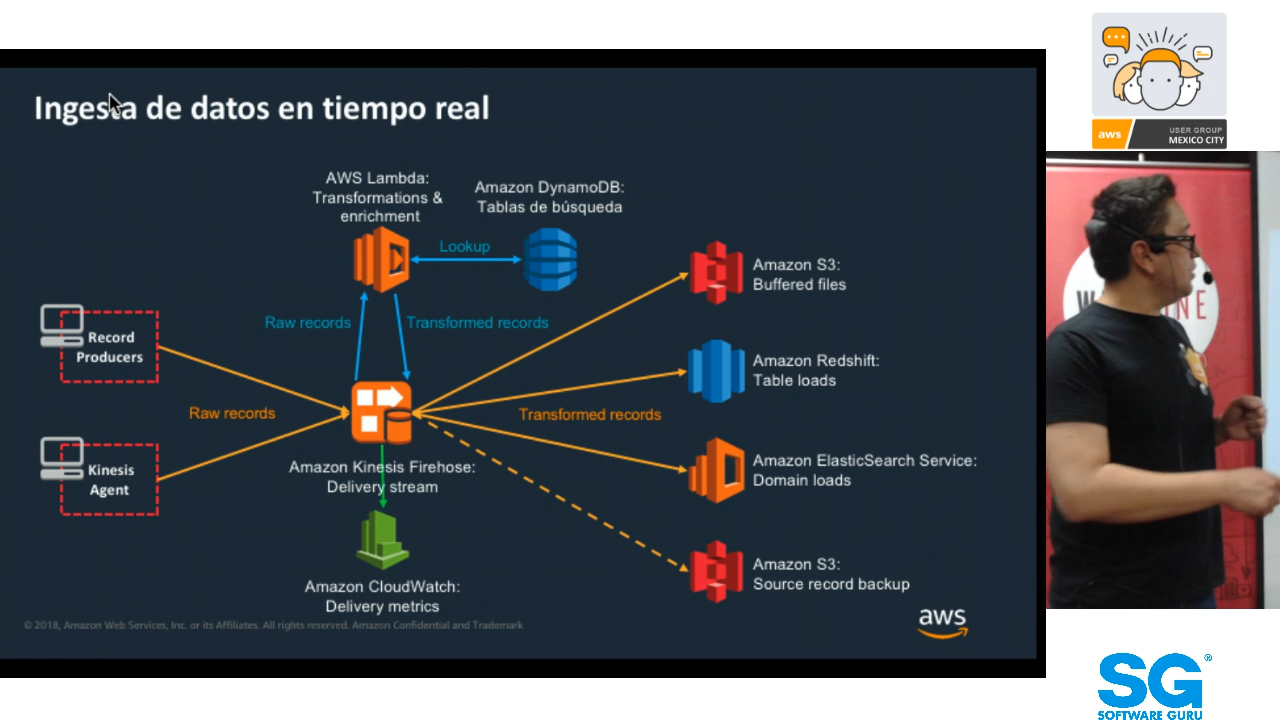 Ingesta de datos en tiempo real
AWS Lambda:
Transformations &
enrichment
Amazon DynamoDB:
Tablas de búsqueda
Lookup
Raw records
Transformed records
Record
Producers
Kinesis
Agent
Raw records
Amazon Kinesis Firehose:
Delivery stream
Amazon CloudWatch:
Delivery metrics
Transformed records
Amazon S3:
Buffered files
Amazon Redshift:
Table loads
Amazon ElasticSearch Service:
Domain loads
Amazon S3:
Source record backup
© 2018, Amazon Web Services, Inc. or its Affiliates. All rights reserved. Amazon Confidential and Trademark
aws
aws
USER GROUP
MEXICO CITY
SG®
SOFTWARE GURU